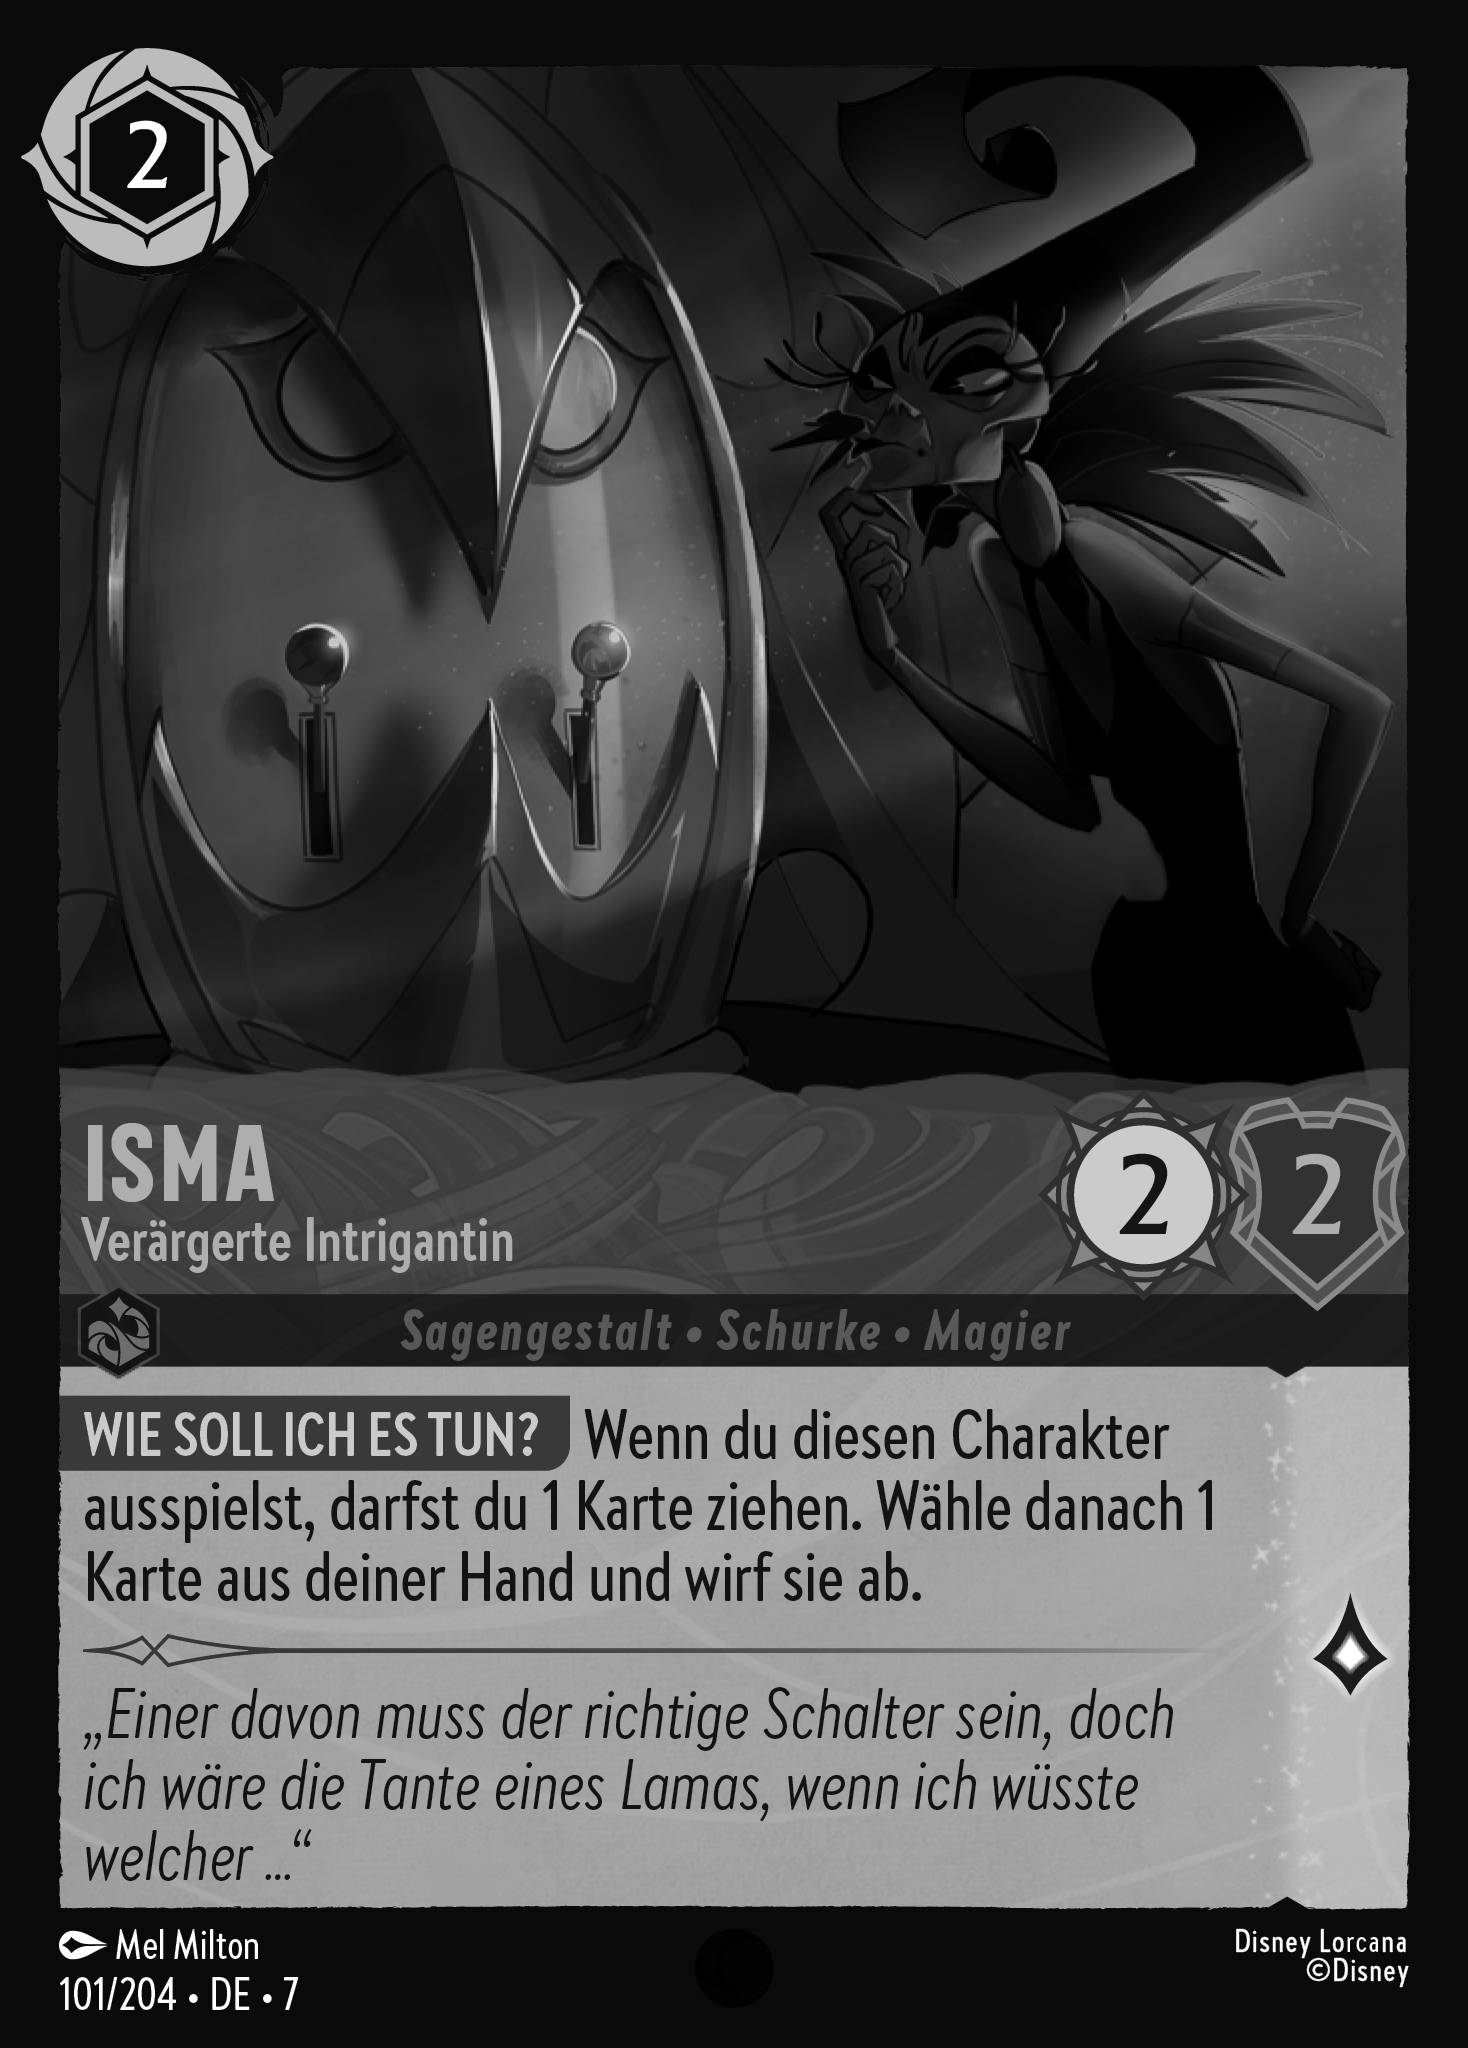 2
ISMA
Verärgerte Intrigantin
2 2
Sagengestalt • Schurke • Magier
WIE SOLL ICH ES TUN? Wenn du diesen Charakter
ausspielst, darfst du 1 Karte ziehen. Wähle danach 1
Karte aus deiner Hand und wirf sie ab.
„Einer davon muss der richtige Schalter sein, doch
ich wäre die Tante eines Lamas, wenn ich wüsste
welcher ...“
Mel Milton
101/204 • DE • 7
Disney Lorcana
©Disney